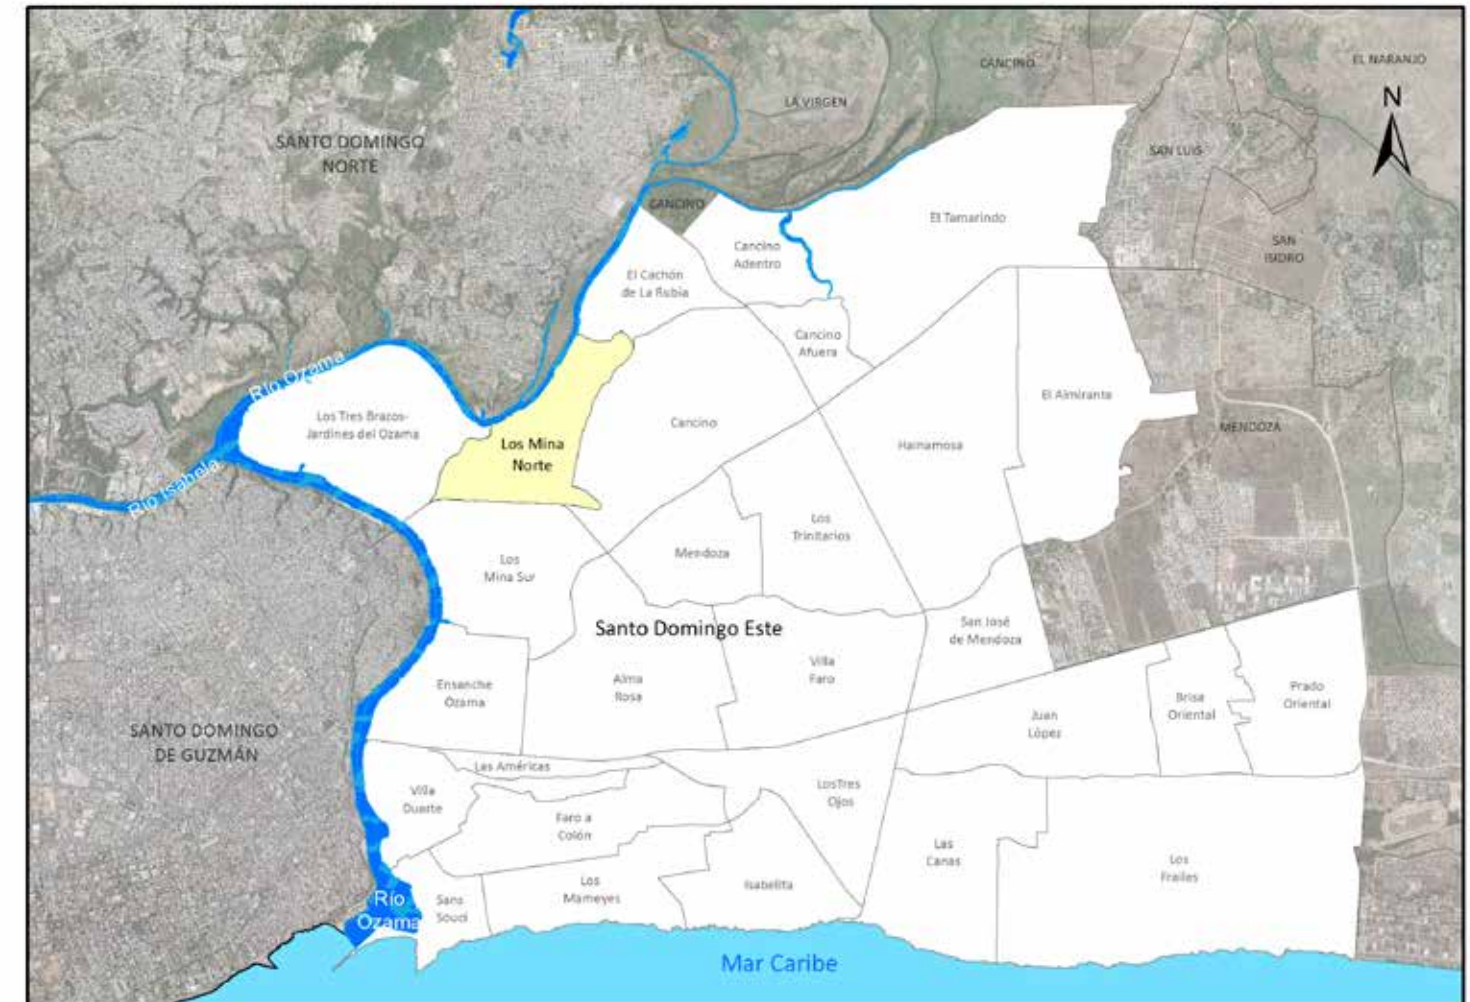 CANCINO
EL NARANJO
N
LA VIRGEN
SANTO DOMINGO
NORTE
SAN LUIS
CANCINO
El Tamarindo
Cancino
Adentro
SAN
ISIDRO
El Cachón
de La Rubia
Cancino
Afuera
Río Ozama
El Almirante
Los Tres Brazos-
Jardines del Ozama
Cancino
Los Mina
Norte
Hainamosa
MENDOZA
Río Isabela
Los
Trinitarios
Mendoza
Los
Mina Sur
Santo Domingo Este
San José
de Mendoza
Villa
Faro
Alma
Rosa
Ensanche
Ozama
Brisa
Oriental
Prado
Oriental
Juan
López
SANTO DOMINGO
DE GUZMÁN
Las Américas
LosTres
Ojos
Villa
Duarte
Faro a
Colón
Las
Canas
Los
Frailes
Los
Mameyes
Isabelita
Río
Ozama
Sans
Souci
Mar Caribe